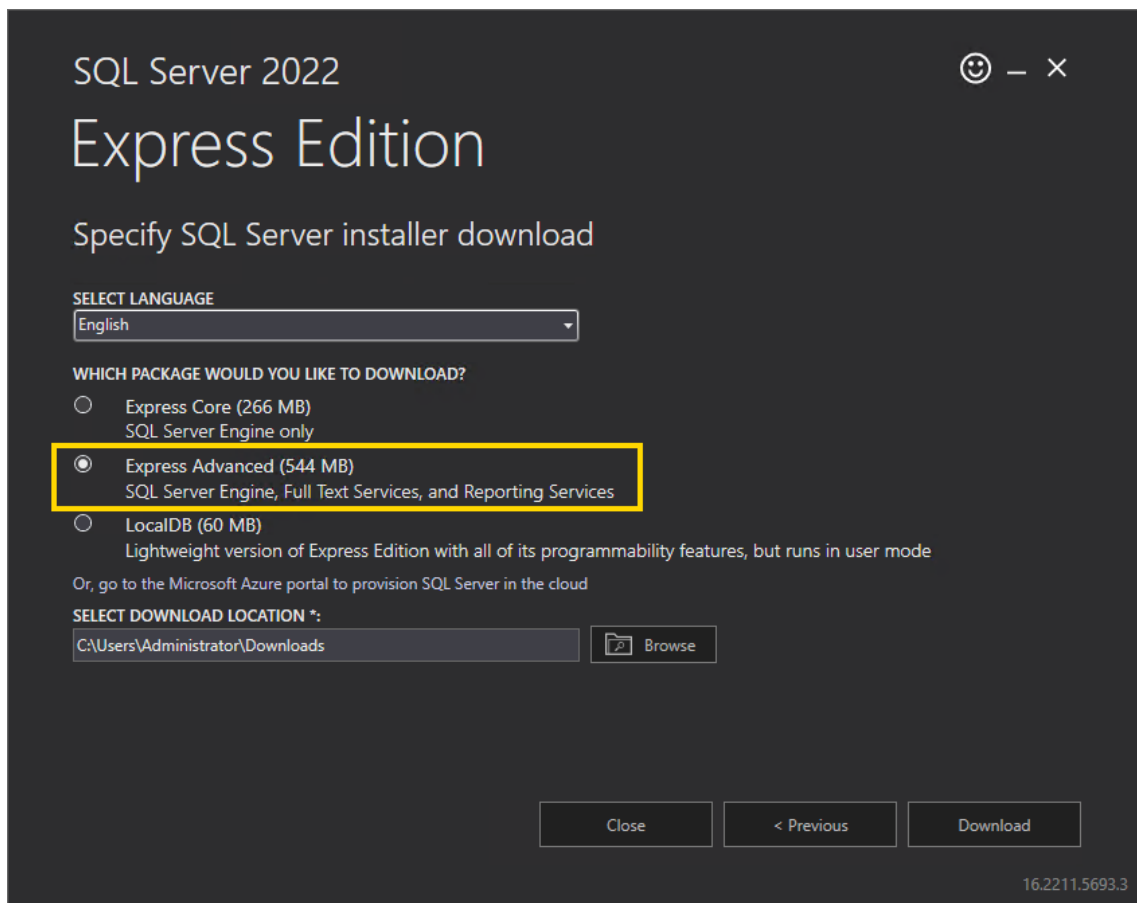 SQL Server 2022
Express Edition
Specify SQL Server installer download
SELECT LANGUAGE
English
WHICH PACKAGE WOULD YOU LIKE TO DOWNLOAD?
Express Core (266 MB)
SQL Server Engine only
Express Advanced (544 MB)
SQL Server Engine, Full Text Services, and Reporting Services
LocalDB (60 MB)
Lightweight version of Express Edition with all of its programmability features, but runs in user mode
Or, go to the Microsoft Azure portal to provision SQL Server in the cloud
SELECT DOWNLOAD LOCATION *:
C:\Users\Administrator\Downloads
Browse
Close
< Previous
Download
16.2211.5693.3